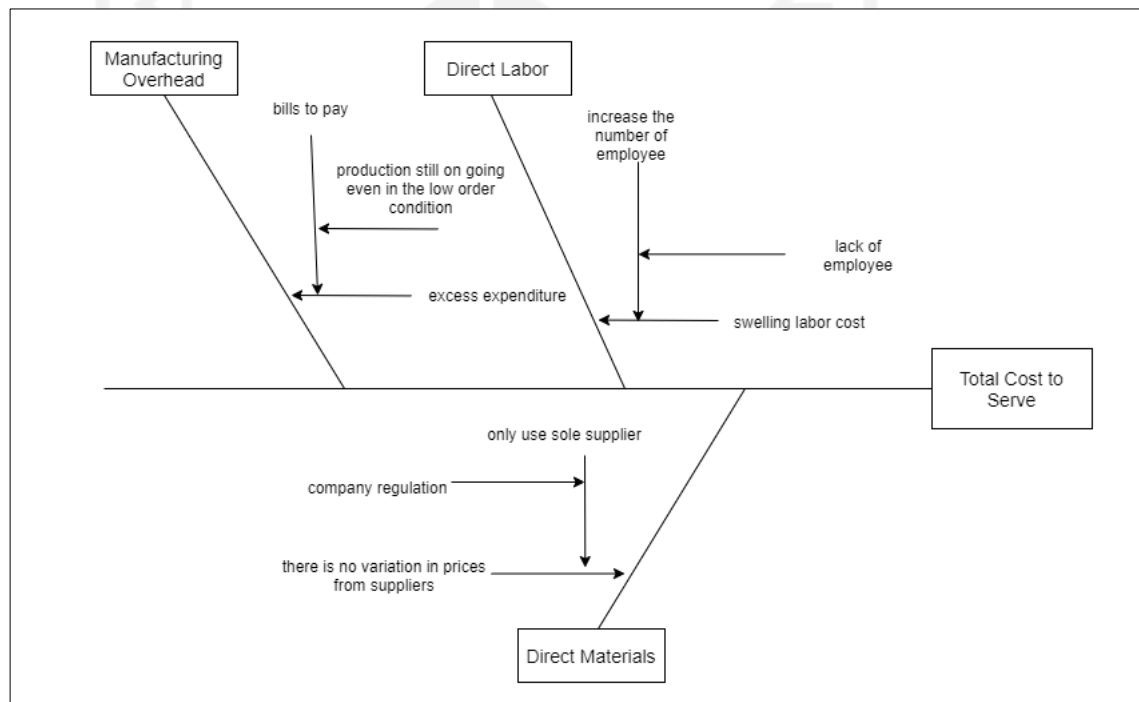 Manufacturing
Overhead
Direct Labor
bills to pay
increase the
number of
employee
production still on going
even in the low order
condition
lack of
employee
excess expenditure
swelling labor cost
Total Cost to
Serve
only use sole supplier
company regulation
there is no variation in prices
from suppliers
Direct Materials